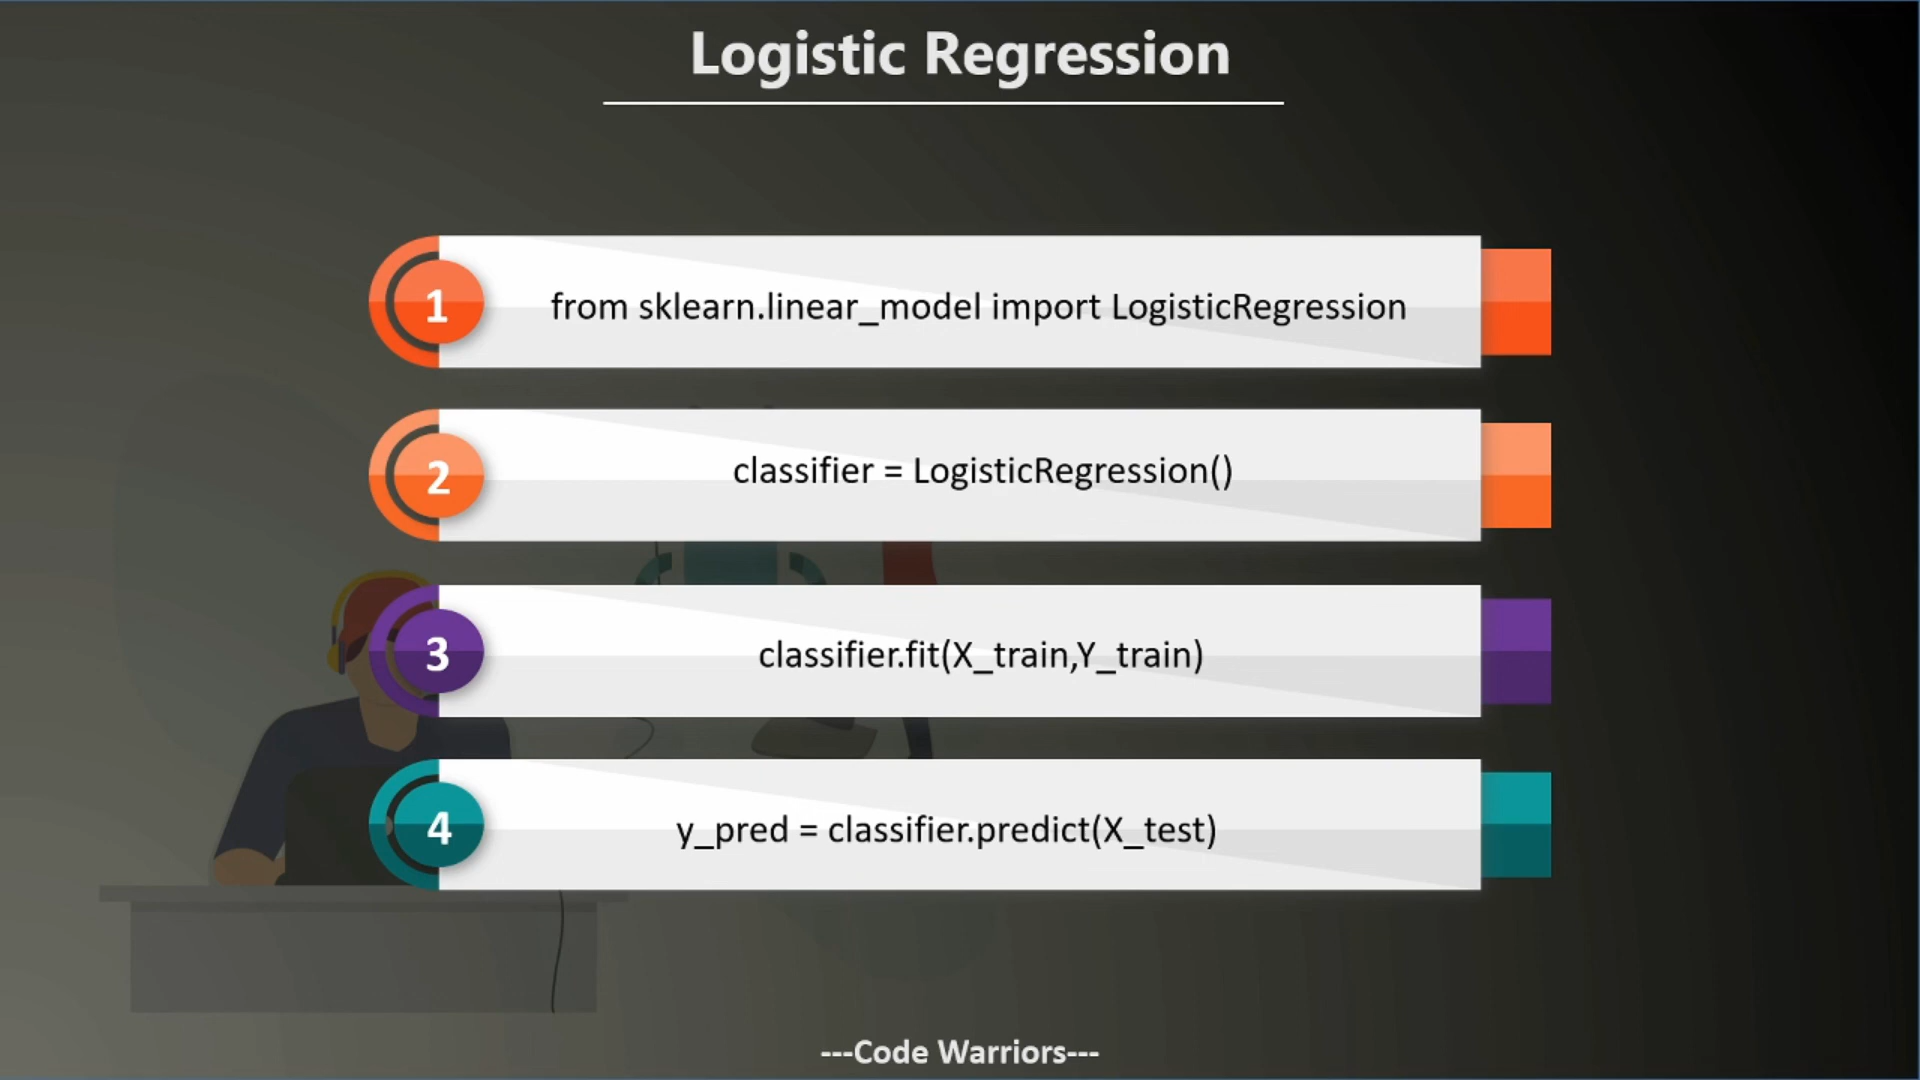 Logistic Regression
1
from sklearn.linear_model import LogisticRegression
2
classifier = LogisticRegression()
3
classifier.fit(X_train,Y_train)
4
y_pred = classifier.predict(X_test)
---Code Warriors---